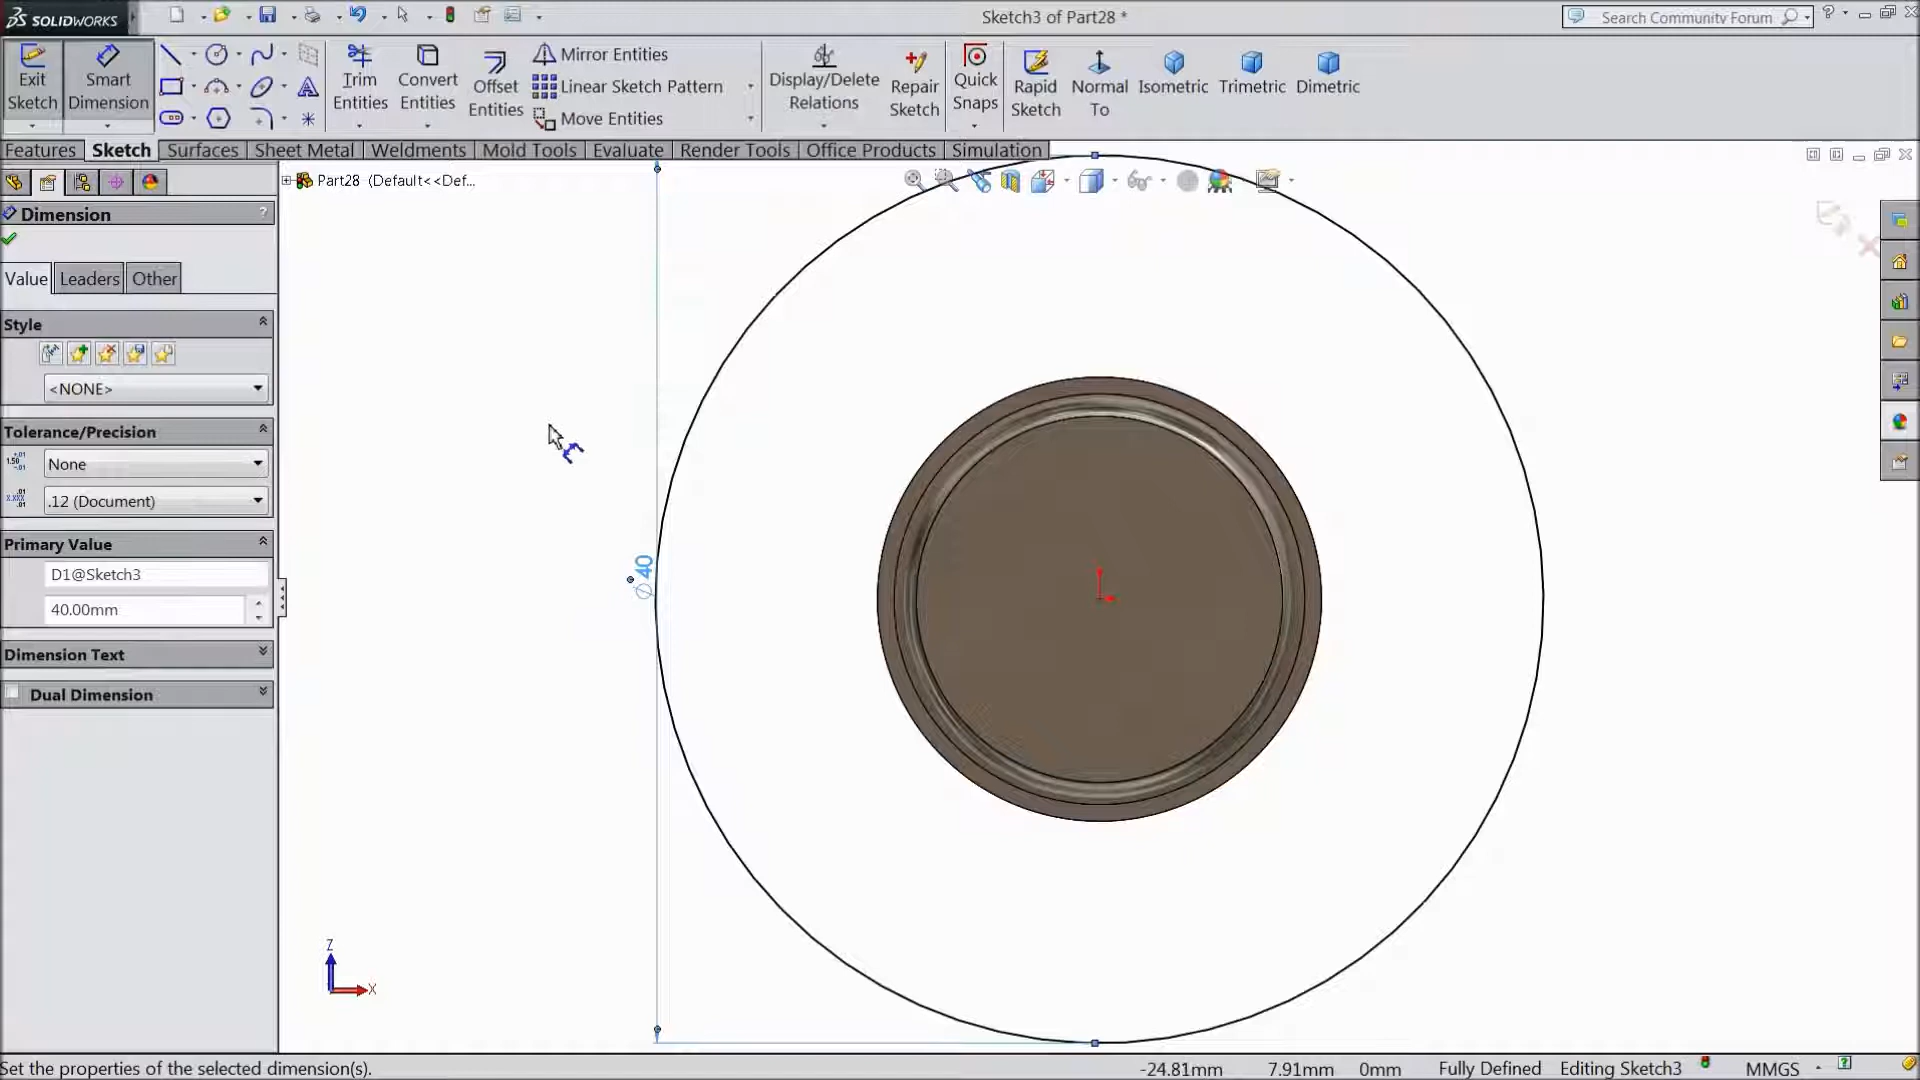 SOLIDWORKS
Sketch3 of Part28 *
Search Community Forum
Exit Sketch
Smart Dimension
Trim Entities
Convert Entities
Offset Entities
Mirror Entities
Linear Sketch Pattern
Move Entities
Display/Delete Relations
Repair Sketch
Quick Snaps
Rapid Sketch
Normal To
Isometric
Trimetric
Dimetric
Features Sketch Surfaces Sheet Metal Weldments Mold Tools Evaluate Render Tools Office Products Simulation
Part28 (Default<<Def...
Dimension ?
Value Leaders Other
Style
<NONE>
Tolerance/Precision
None
.12 (Document)
Primary Value
D1@Sketch3
40.00mm
Dimension Text
Dual Dimension
∅40
Z
X
Set the properties of the selected dimension(s).
-24.81mm 7.91mm 0mm Fully Defined Editing Sketch3 MMGS